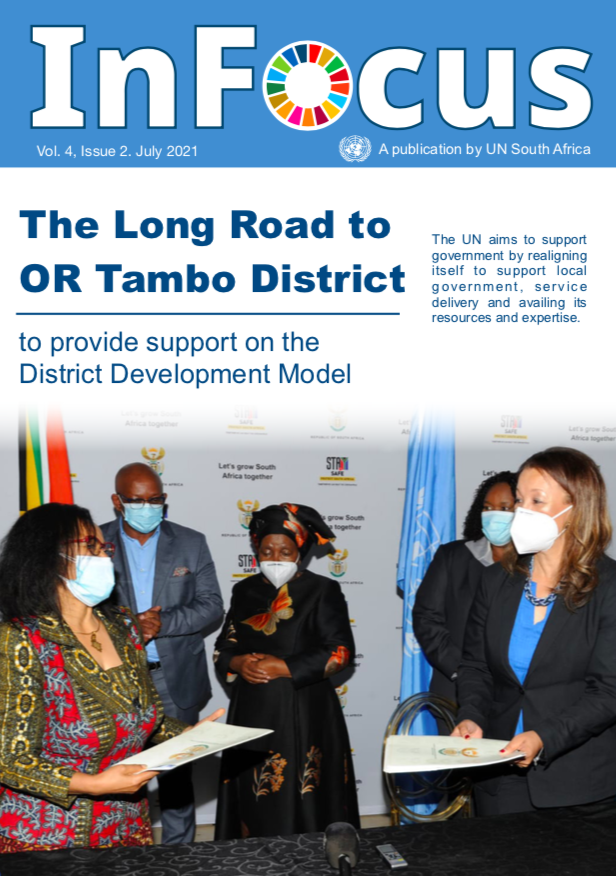 InFocus
Vol. 4, Issue 2. July 2021
A publication by UN South Africa
The Long Road to
OR Tambo District
to provide support on the
District Development Model
The UN aims to support
government by realigning
itself to support local
government, service
delivery and availing its
resources and expertise.
Let's grow South
Africa together
Let's grow South
Africa together